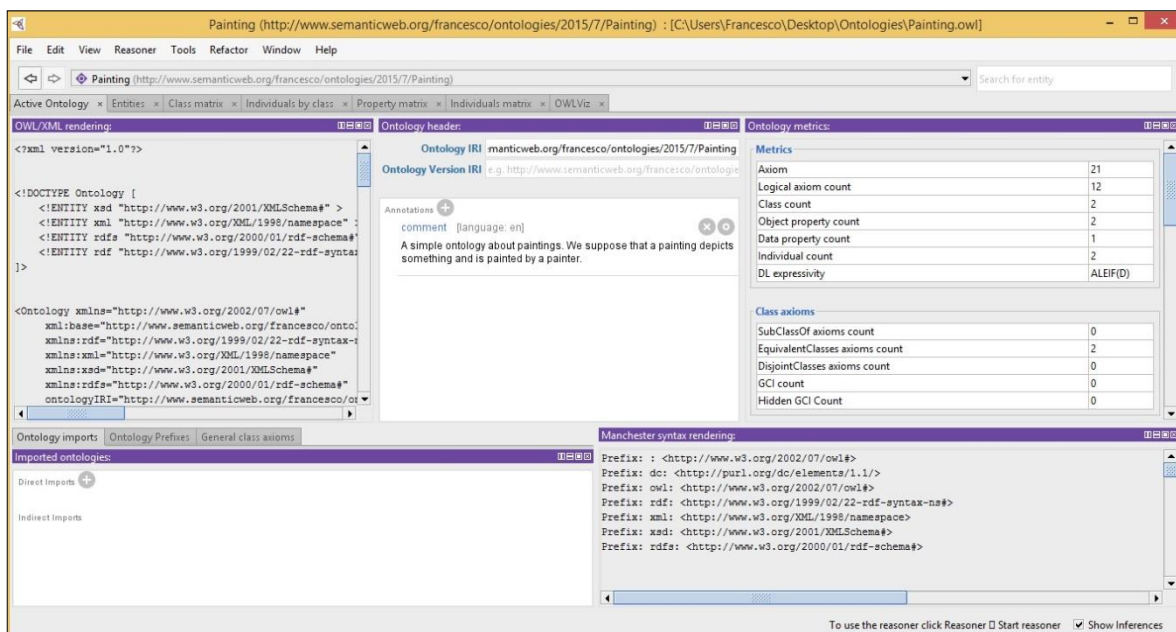 Painting (http://www.semanticweb.org/francesco/ontologies/2015/7/Painting) : [C:\Users\Francesco\Desktop\Ontologies\Painting.owl]
File Edit View Reasoner Tools Refactor Window Help
Painting (http://www.semanticweb.org/francesco/ontologies/2015/7/Painting)
Search for entity
Active Ontology × Entities × Class matrix × Individuals by class × Property matrix × Individuals matrix × OWLViz ×
OWL/XML rendering:
<?xml version="1.0"?>
<!DOCTYPE Ontology [
<!ENTITY xsd "http://www.w3.org/2001/XMLSchema#" >
<!ENTITY xml "http://www.w3.org/XML/1998/namespace" >
<!ENTITY rdfs "http://www.w3.org/2000/01/rdf-schema#"
<!ENTITY rdf "http://www.w3.org/1999/02/22-rdf-syntax
]>
<Ontology xmlns="http://www.w3.org/2002/07/owl#"
xml:base="http://www.semanticweb.org/francesco/onto
xmlns:rdf="http://www.w3.org/1999/02/22-rdf-syntax-n
xmlns:xml="http://www.w3.org/XML/1998/namespace"
xmlns:xsd="http://www.w3.org/2001/XMLSchema#"
xmlns:rdfs="http://www.w3.org/2000/01/rdf-schema#"
ontologyIRI="http://www.semanticweb.org/francesco/on
Ontology header:
Ontology IRI manticweb.org/francesco/ontologies/2015/7/Painting
Ontology Version IRI e.g. http://www.semanticweb.org/francesco/ontologie
Annotations
comment [language: en]
A simple ontology about paintings. We suppose that a painting depicts
something and is painted by a painter.
Ontology metrics:
Metrics
Axiom 21
Logical axiom count 12
Class count 2
Object property count 2
Data property count 1
Individual count 2
DL expressivity ALEIF(D)
Class axioms
SubClassOf axioms count 0
EquivalentClasses axioms count 2
DisjointClasses axioms count 0
GCI count 0
Hidden GCI Count 0
Ontology imports Ontology Prefixes General class axioms
Imported ontologies:
Direct Imports
Indirect Imports
Manchester syntax rendering:
Prefix: : <http://www.w3.org/2002/07/owl#>
Prefix: dc: <http://purl.org/dc/elements/1.1/>
Prefix: owl: <http://www.w3.org/2002/07/owl#>
Prefix: rdf: <http://www.w3.org/1999/02/22-rdf-syntax-ns#>
Prefix: xml: <http://www.w3.org/XML/1998/namespace>
Prefix: xsd: <http://www.w3.org/2001/XMLSchema#>
Prefix: rdfs: <http://www.w3.org/2000/01/rdf-schema#>
To use the reasoner click Reasoner ▯ Start reasoner Show Inferences